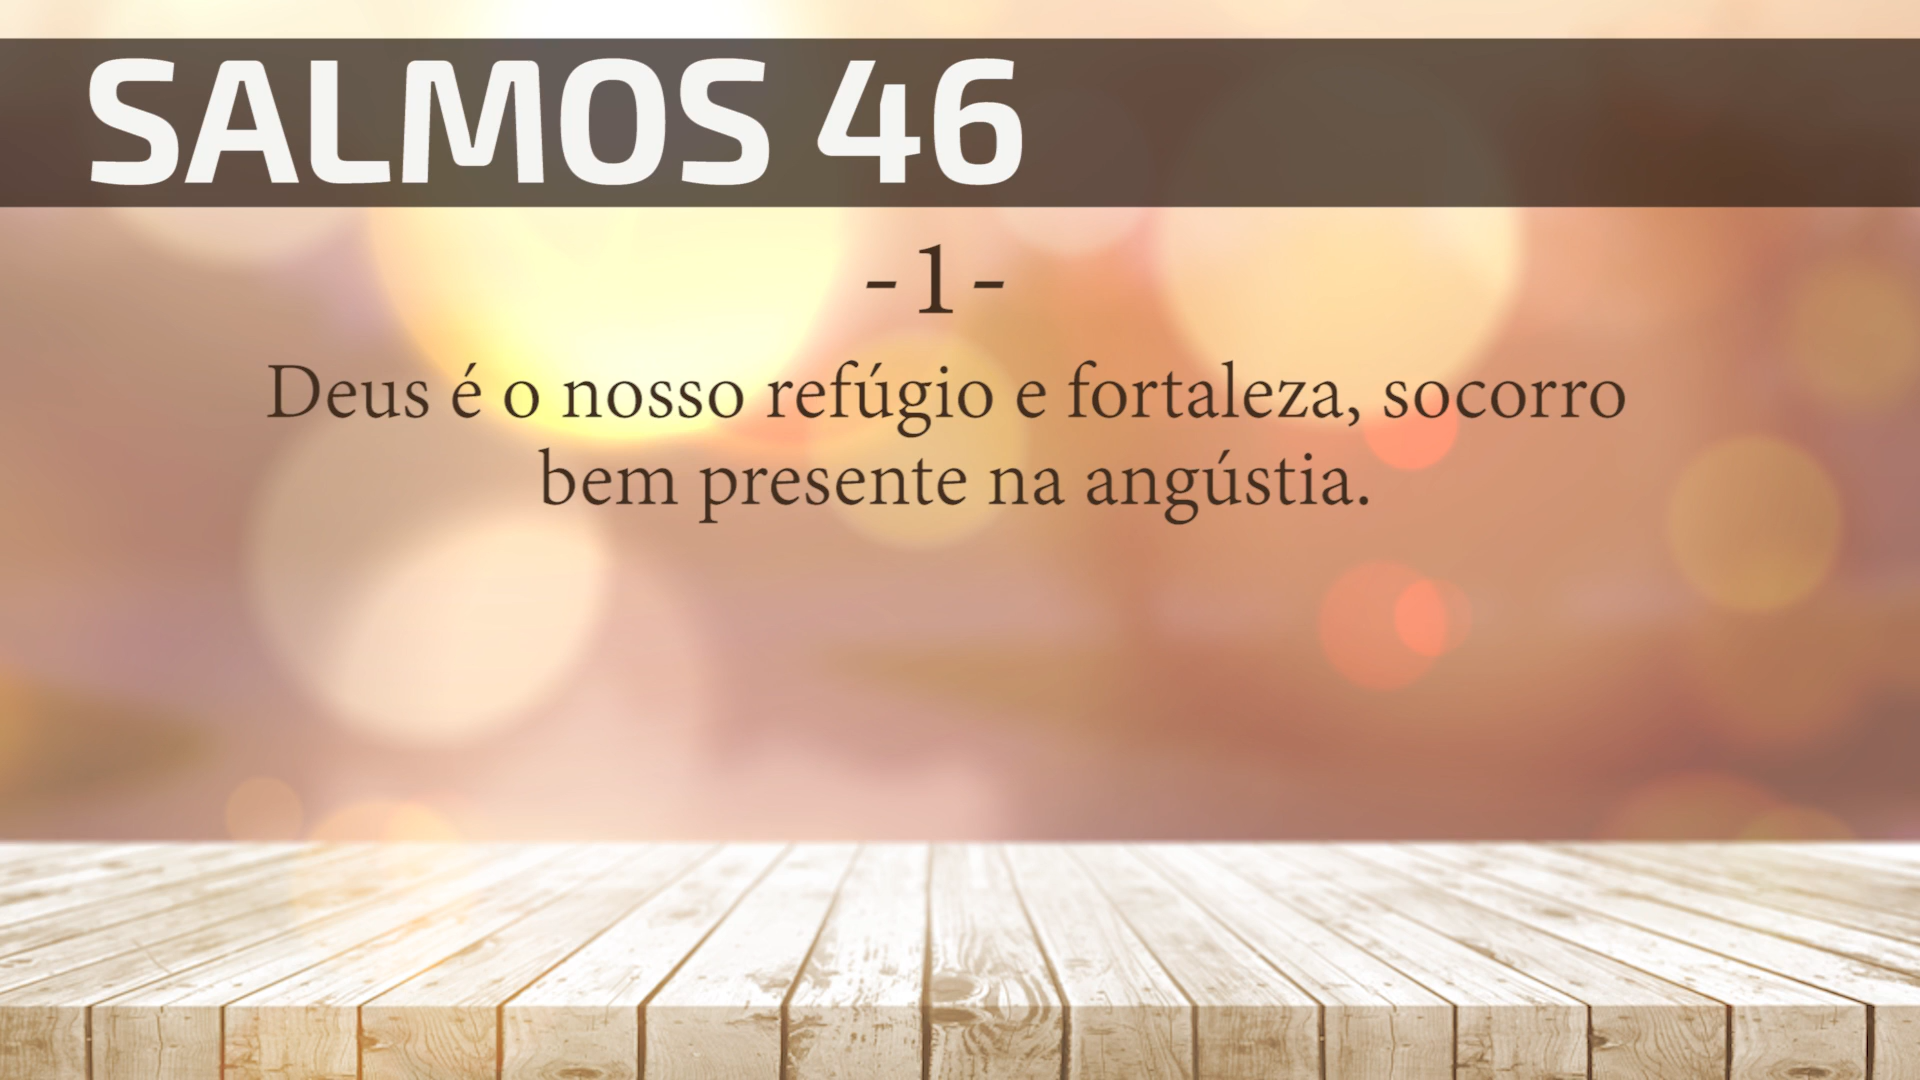 SALMOS 46
-1-
Deus é o nosso refúgio e fortaleza, socorro
bem presente na angústia.